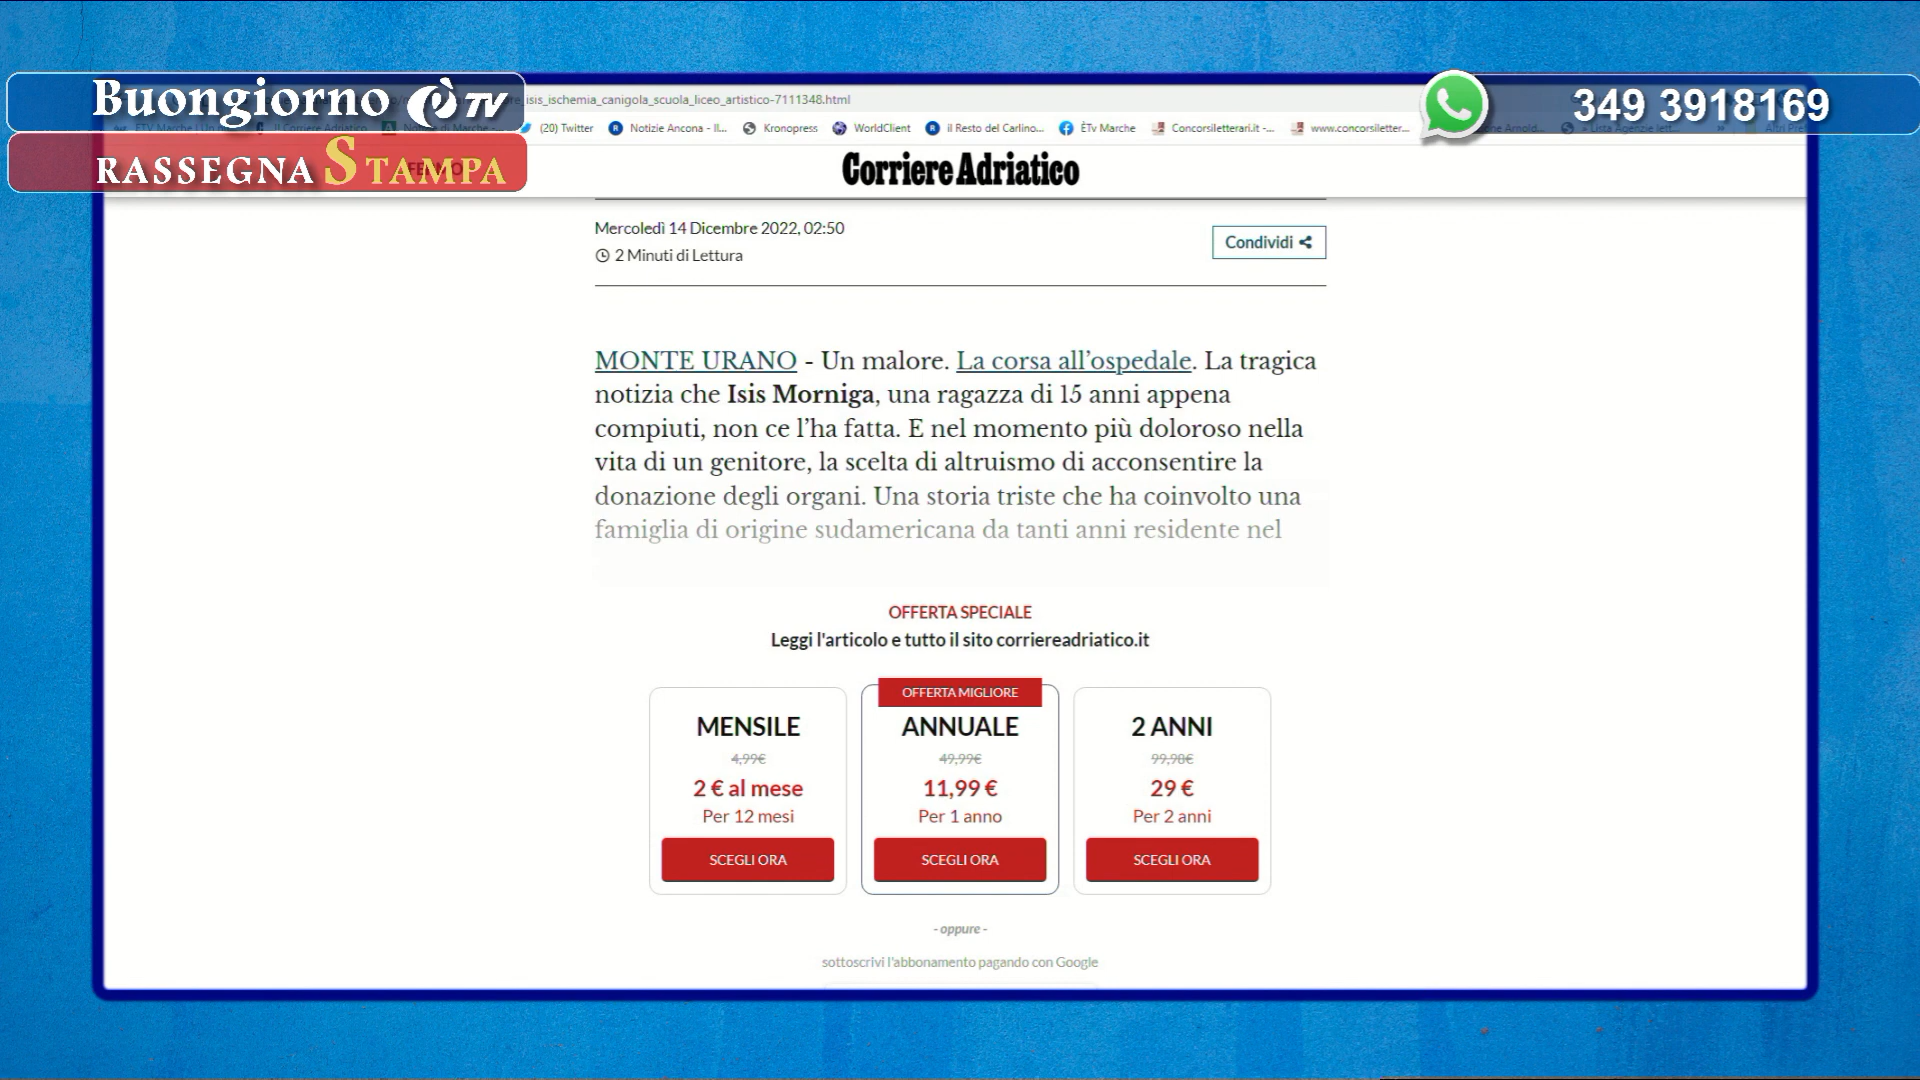 Buongiorno èTV
RASSEGNA STAMPA
349 3918169
isis_ischemia_canigola_scuola_liceo_artistico-7111348.html
(20) Twitter
Notizie Ancona - Il...
Kronopress
WorldClient
il Resto del Carlino...
ÈTv Marche
Concorsiletterari.it -...
www.concorsiletter...
Corriere Adriatico
Mercoledì 14 Dicembre 2022, 02:50
2 Minuti di Lettura
Condividi
MONTE URANO - Un malore. La corsa all'ospedale. La tragica
notizia che Isis Morniga, una ragazza di 15 anni appena
compiuti, non ce l'ha fatta. E nel momento più doloroso nella
vita di un genitore, la scelta di altruismo di acconsentire la
donazione degli organi. Una storia triste che ha coinvolto una
famiglia di origine sudamericana da tanti anni residente nel
OFFERTA SPECIALE
Leggi l'articolo e tutto il sito corriereadriatico.it
MENSILE
4,99€
2 € al mese
Per 12 mesi
SCEGLI ORA
OFFERTA MIGLIORE
ANNUALE
49,99€
11,99 €
Per 1 anno
SCEGLI ORA
2 ANNI
99,98€
29 €
Per 2 anni
SCEGLI ORA
- oppure -
sottoscrivi l'abbonamento pagando con Google